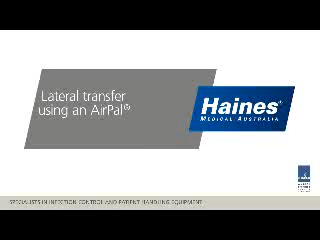 Lateral transfer
using an AirPal®
Haines®
MEDICAL AUSTRALIA
SPECIALISTS IN INFECTION CONTROL AND PATIENT HANDLING EQUIPMENT